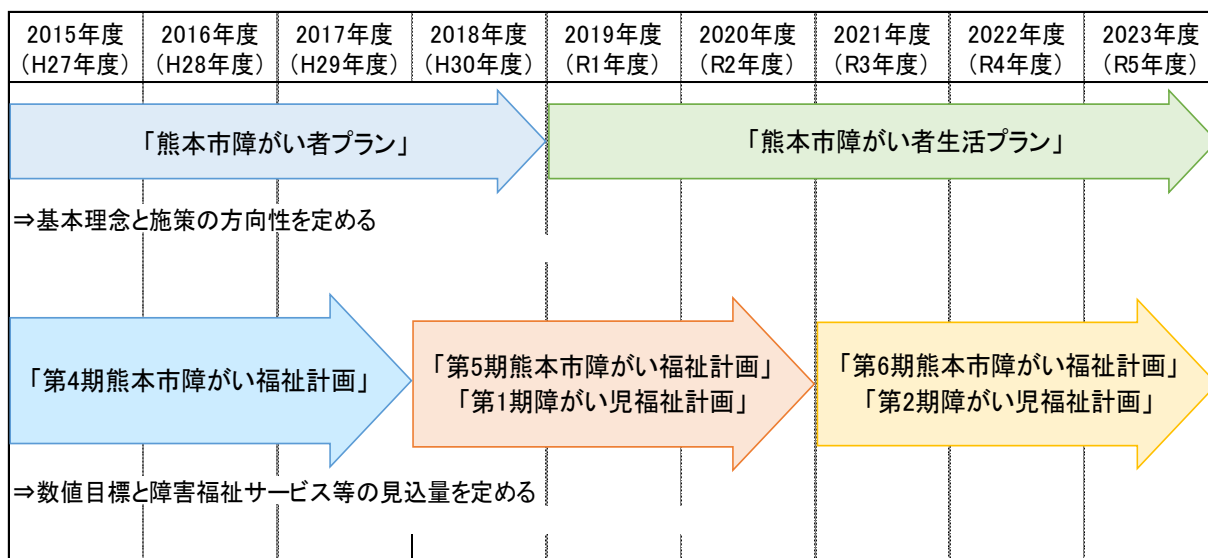 2015年度 2016年度 2017年度 2018年度 2019年度 2020年度 2021年度 2022年度 2023年度
(H27年度) (H28年度) (H29年度) (H30年度) (R1年度) (R2年度) (R3年度) (R4年度) (R5年度)
「熊本市障がい者プラン」 「熊本市障がい者生活プラン」
⇒基本理念と施策の方向性を定める
「第4期熊本市障がい福祉計画」
「第5期熊本市障がい福祉計画」
「第1期障がい児福祉計画」
「第6期熊本市障がい福祉計画」
「第2期障がい児福祉計画」
⇒数値目標と障害福祉サービス等の見込量を定める